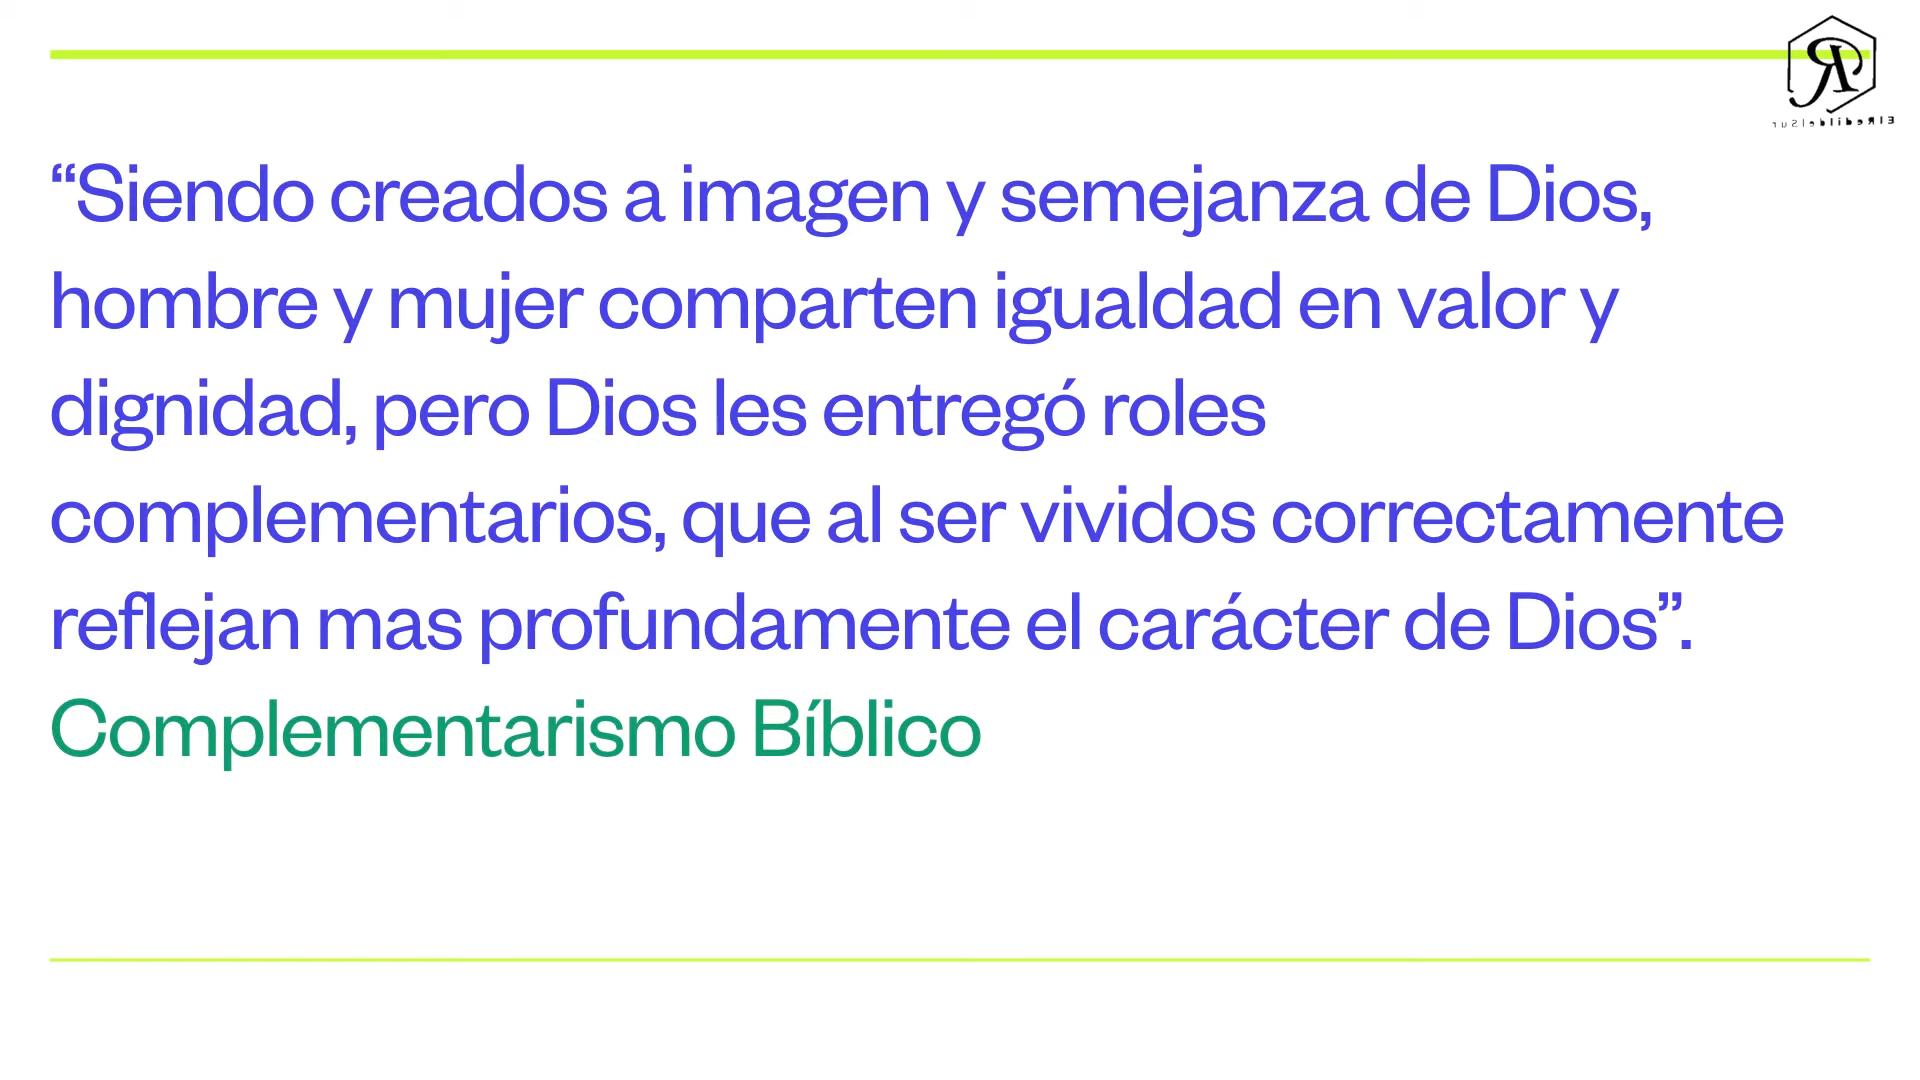 ElRedildelSur
“Siendo creados a imagen y semejanza de Dios,
hombre y mujer comparten igualdad en valor y
dignidad, pero Dios les entregó roles
complementarios, que al ser vividos correctamente
reflejan mas profundamente el carácter de Dios”.
Complementarismo Bíblico